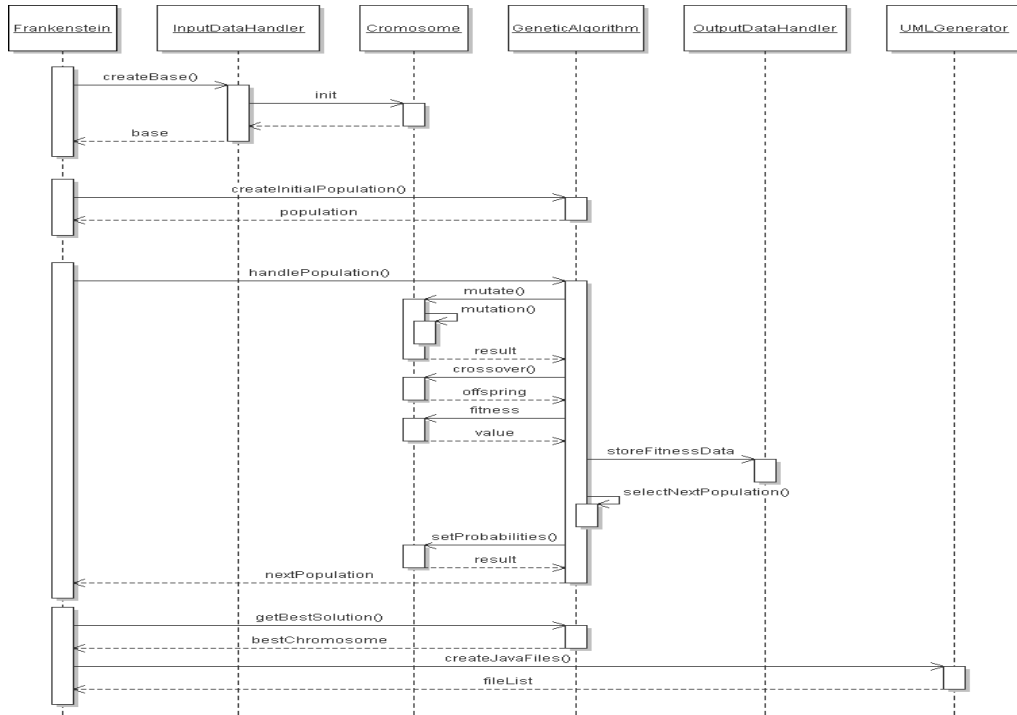 Frankenstein
InputDataHandler
Cromosome
GeneticAlgorithm
OutputDataHandler
UMLGenerator
createBase()
init
base
createInitialPopulation()
population
handlePopulation()
mutate()
mutation()
result
crossover()
offspring
fitness
value
storeFitnessData
selectNextPopulation()
setProbabilities()
result
nextPopulation
getBestSolution()
bestChromosome
createJavaFiles()
fileList